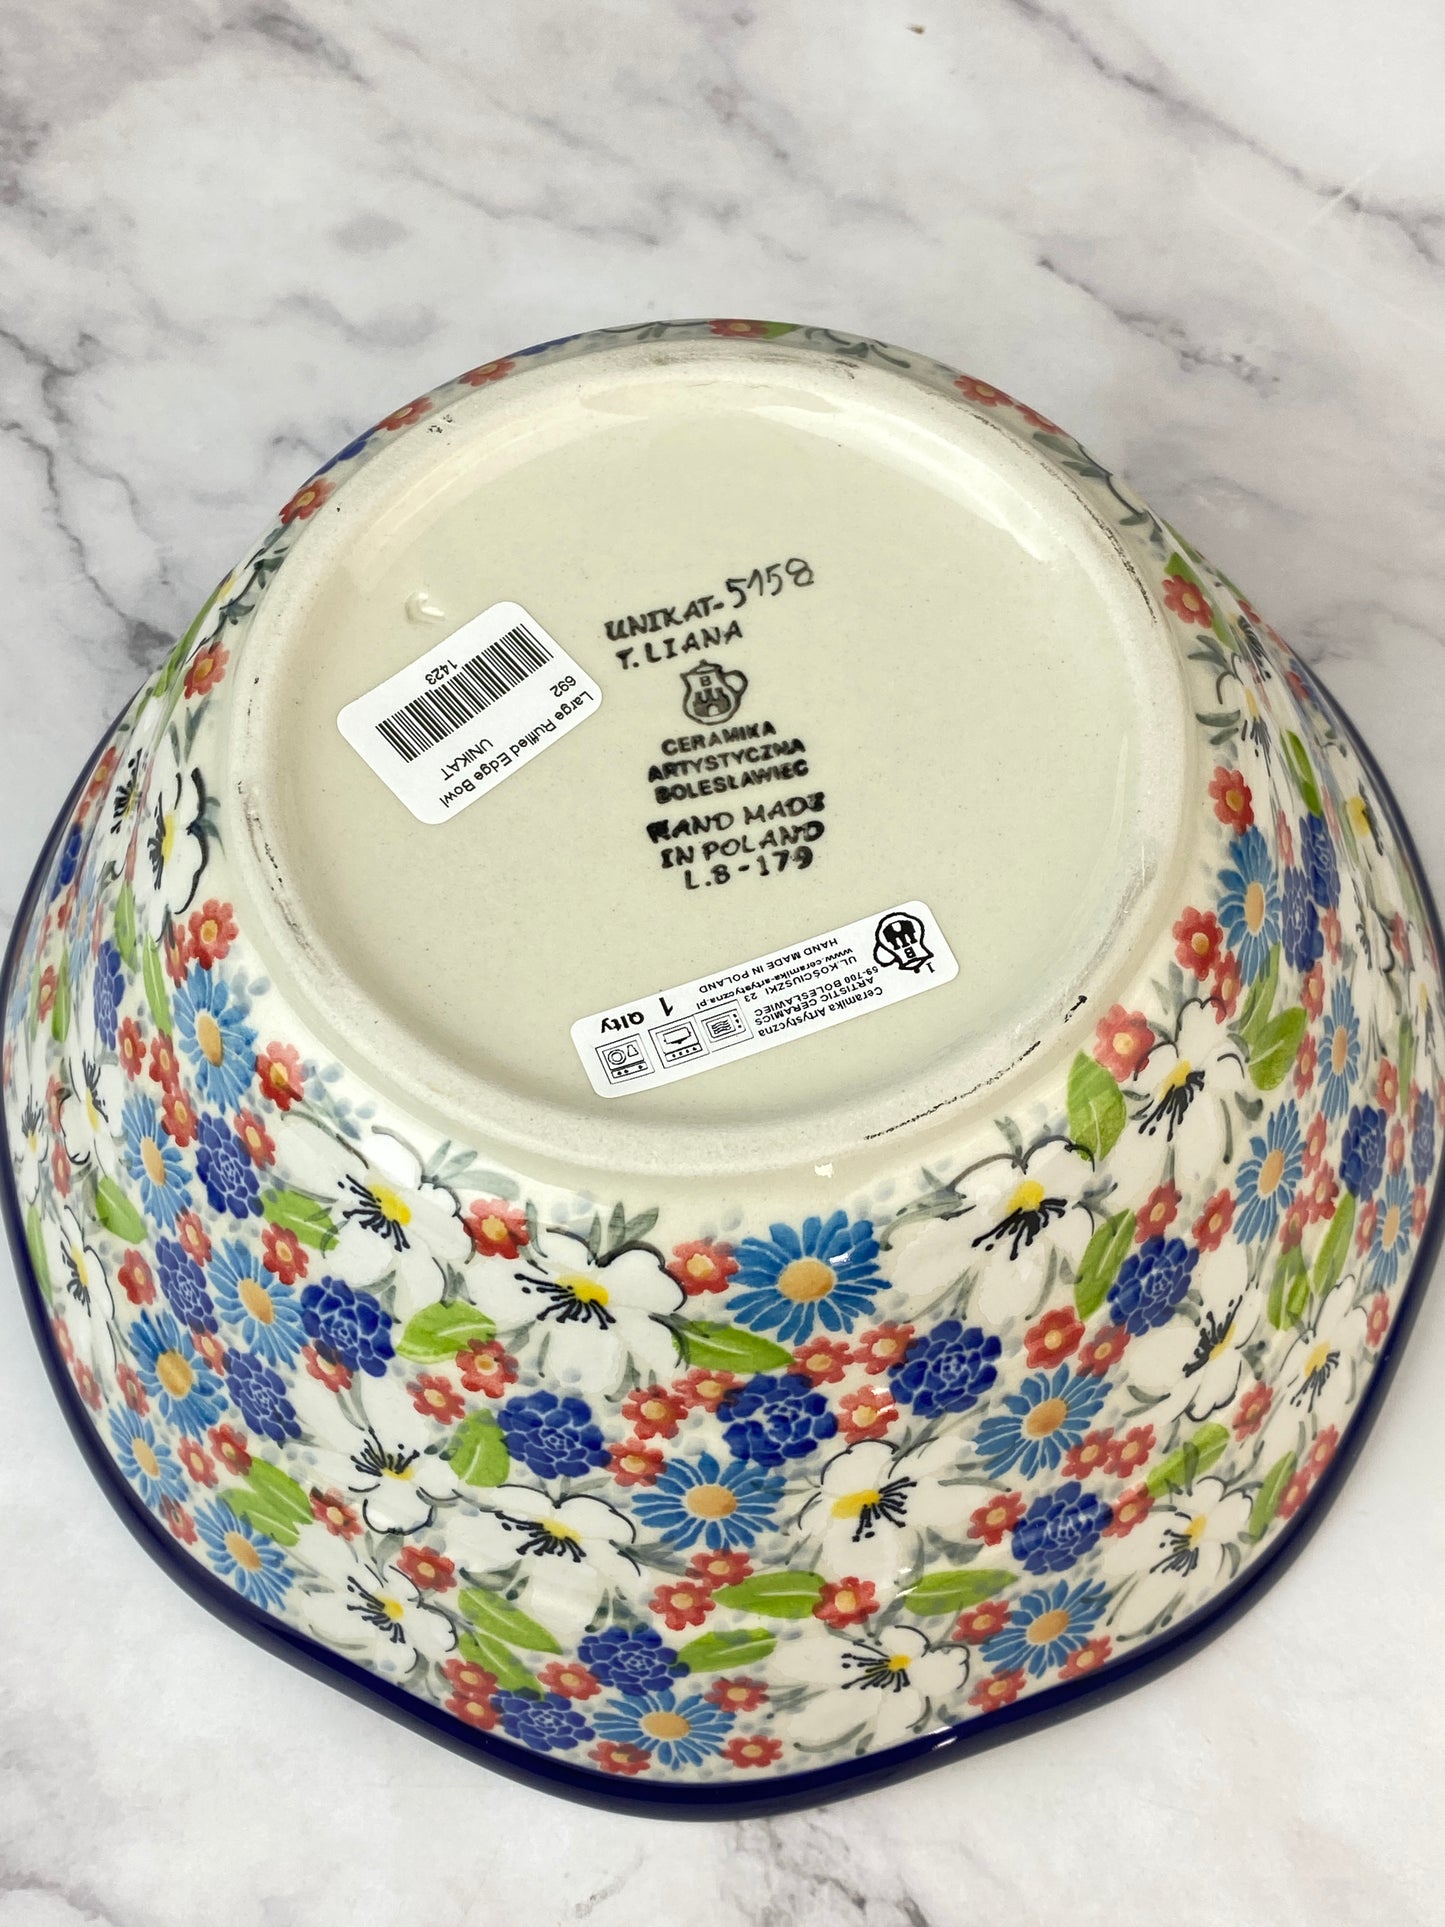 UNIKAT-5158
T. LIANA
B
CERAMIKA
ARTYSTYCZNA
BOLESŁAWIEC
HAND MADE
IN POLAND
L.8-179
Large Ruffled Edge Bowl
UNIKAT
692
1423
1
B
Ceramika Artystyczna
ARTISTIC CERAMICS
59-700 BOLESŁAWIEC
UL.KOŚCIUSZKI 23
www.ceramika-artystyczna.pl
HAND MADE IN POLAND
Qlty 1